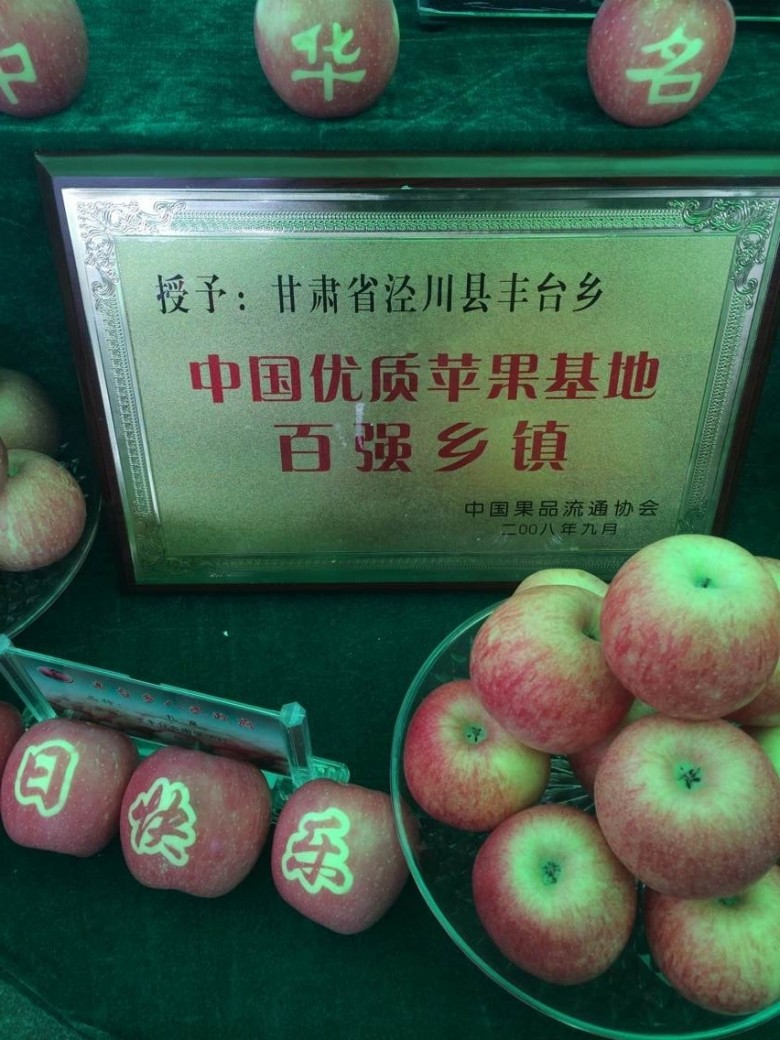 中 华 名
授予：甘肃省泾川县丰台乡
中国优质苹果基地
百强乡镇
中国果品流通协会
二00八年九月
日 快 乐